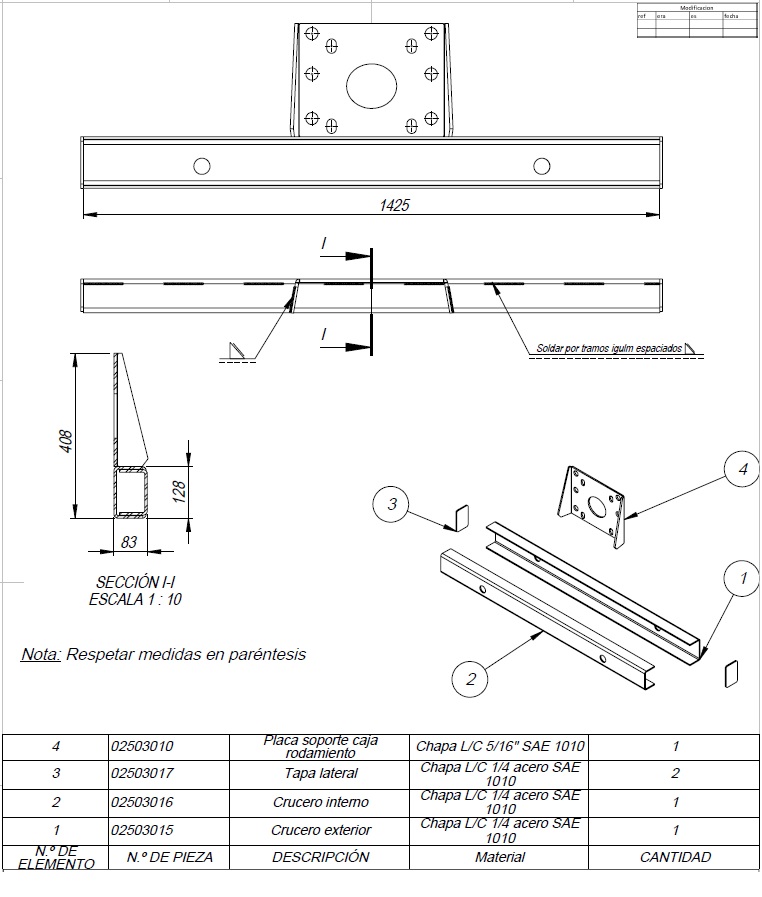 Modificacion
ref era es fecha
1425
I
I
Soldar por tramos igulm espaciados
408
128
83
SECCIÓN I-I
ESCALA 1 : 10
4
3
1
2
Nota: Respetar medidas en paréntesis
4 02503010 Placa soporte caja rodamiento Chapa L/C 5/16" SAE 1010 1
3 02503017 Tapa lateral Chapa L/C 1/4 acero SAE 1010 2
2 02503016 Crucero interno Chapa L/C 1/4 acero SAE 1010 1
1 02503015 Crucero exterior Chapa L/C 1/4 acero SAE 1010 1
N.º DE ELEMENTO N.º DE PIEZA DESCRIPCIÓN Material CANTIDAD